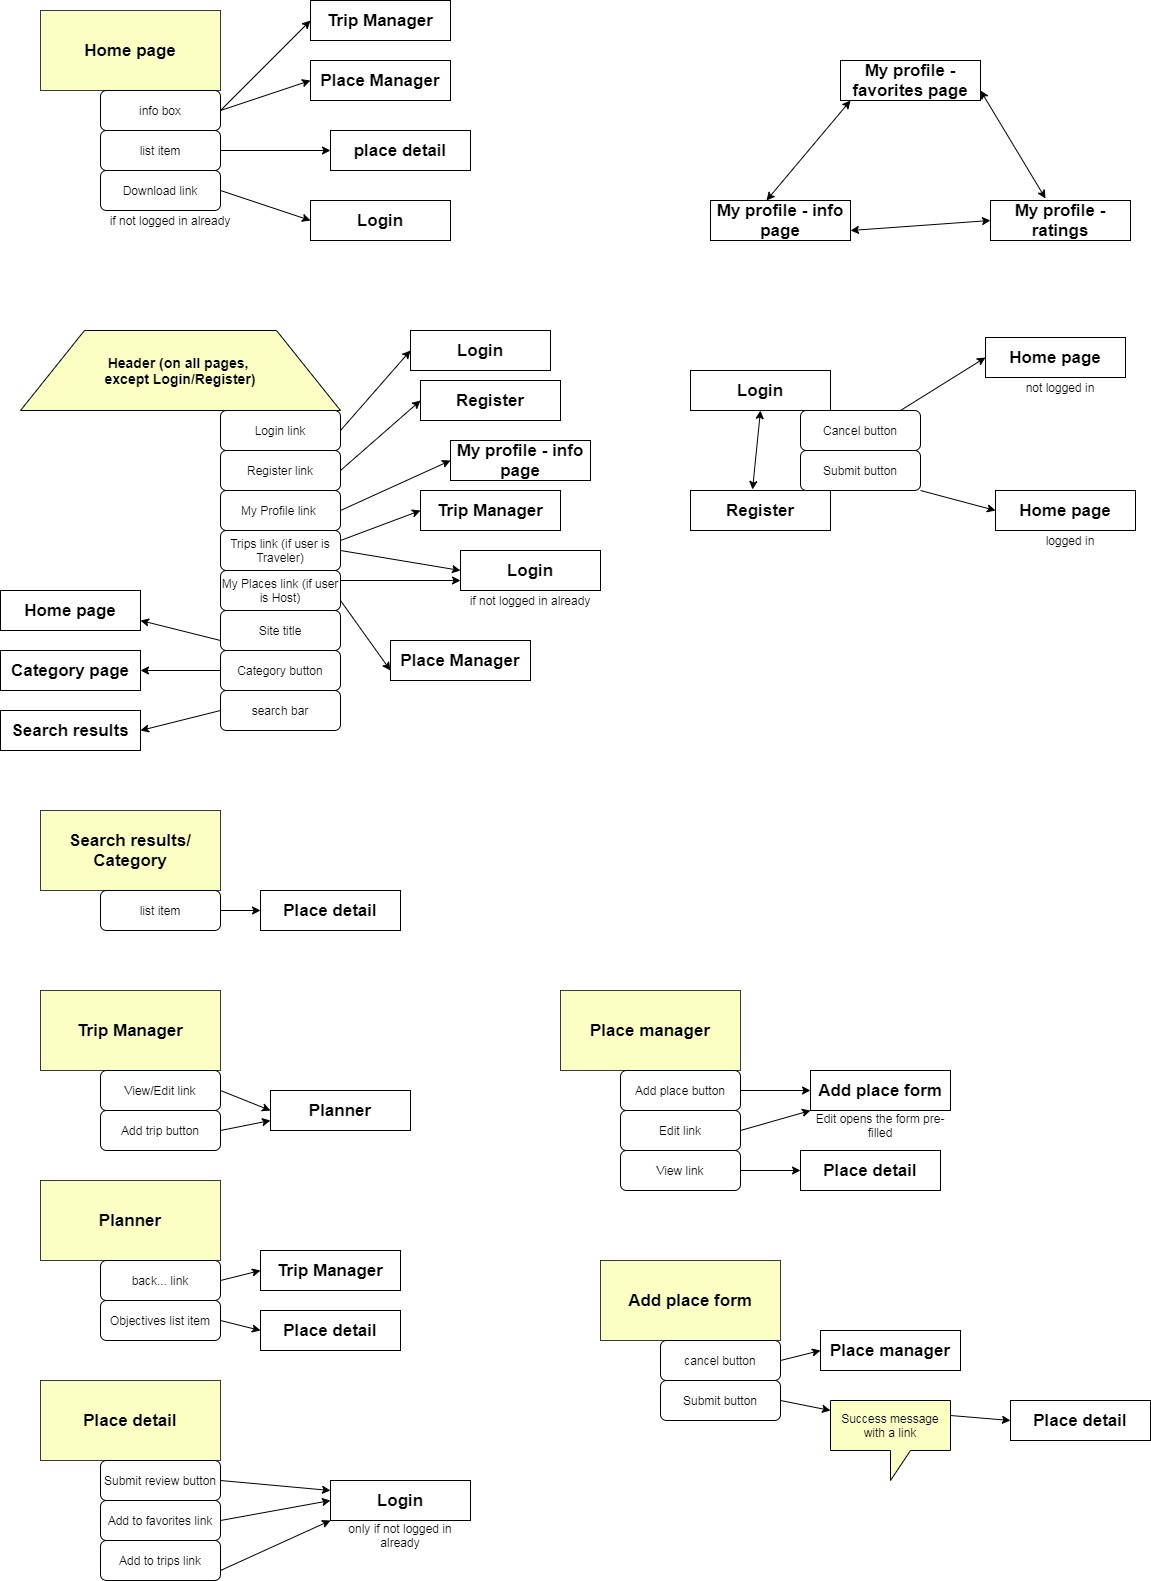 Home page
info box
list item
Download link
if not logged in already
Trip Manager
Place Manager
place detail
Login
My profile -
favorites page
My profile - info
page
My profile -
ratings
Header (on all pages,
except Login/Register)
Login link
Register link
My Profile link
Trips link (if user is
Traveler)
My Places link (if user
is Host)
Site title
Category button
search bar
Login
Register
My profile - info
page
Trip Manager
Login
if not logged in already
Place Manager
Home page
Category page
Search results
Login
Register
Cancel button
Submit button
Home page
not logged in
Home page
logged in
Search results/
Category
list item
Place detail
Trip Manager
View/Edit link
Add trip button
Planner
Place manager
Add place button
Edit link
View link
Add place form
Edit opens the form pre-
filled
Place detail
Planner
back... link
Objectives list item
Trip Manager
Place detail
Add place form
cancel button
Submit button
Place manager
Success message
with a link
Place detail
Place detail
Submit review button
Add to favorites link
Add to trips link
Login
only if not logged in
already